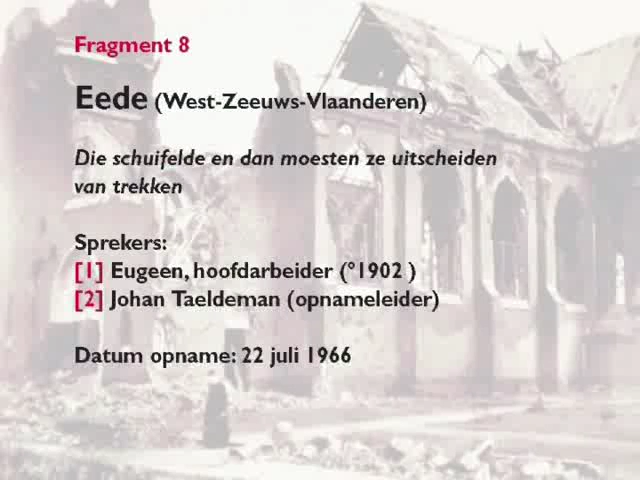 Fragment 8
Eede (West-Zeeuws-Vlaanderen)
Die schuifelde en dan moesten ze uitscheiden
van trekken
Sprekers:
[1] Eugeen, hoofdarbeider (°1902 )
[2] Johan Taeldeman (opnameleider)
Datum opname: 22 juli 1966